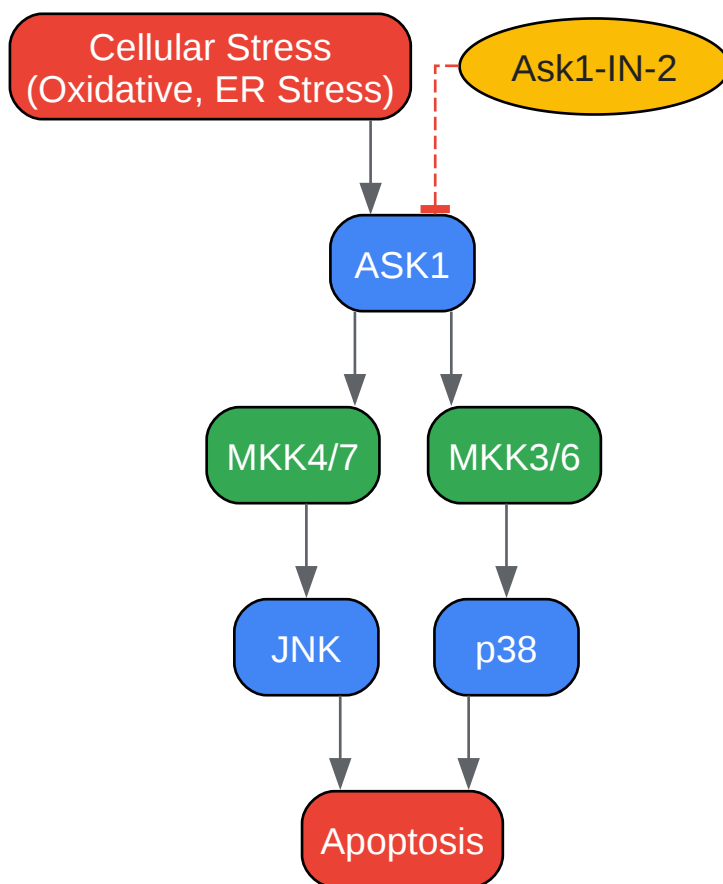 Cellular Stress
(Oxidative, ER Stress)
Ask1-IN-2
ASK1
MKK4/7
MKK3/6
JNK
p38
Apoptosis